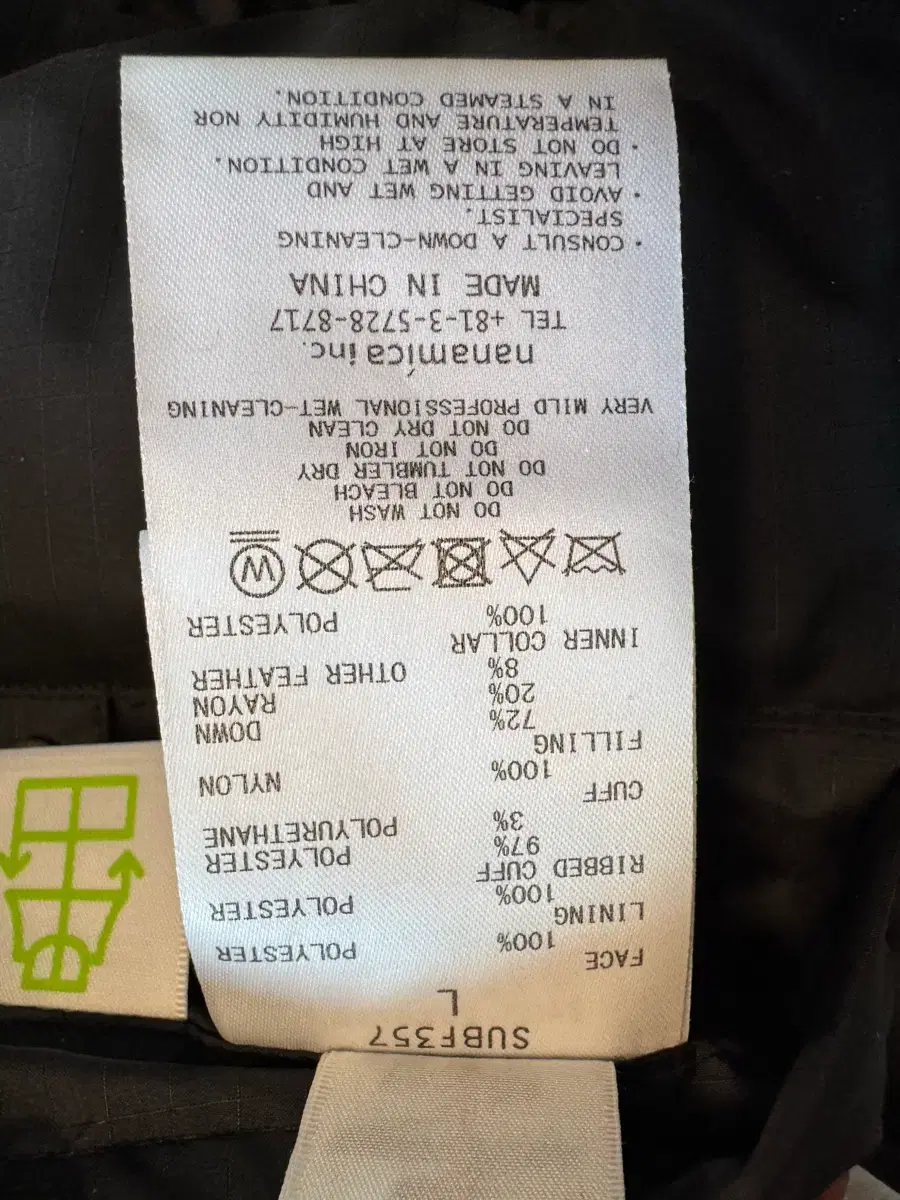 SUBF357
L
FACE
100% POLYESTER
LINING
100% POLYESTER
RIBBED CUFF
97% POLYESTER
3% POLYURETHANE
CUFF
100% NYLON
FILLING
72% DOWN
20% RAYON
8% OTHER FEATHER
INNER COLLAR
100% POLYESTER
W
DO NOT WASH
DO NOT BLEACH
DO NOT TUMBLER DRY
DO NOT IRON
DO NOT DRY CLEAN
VERY MILD PROFESSIONAL WET-CLEANING
nanamica inc.
TEL +81-3-5728-8717
MADE IN CHINA
・CONSULT A DOWN-CLEANING
SPECIALIST.
・AVOID GETTING WET AND
LEAVING IN A WET CONDITION.
・DO NOT STORE AT HIGH
TEMPERATURE AND HUMIDITY NOR
IN A STEAMED CONDITION.